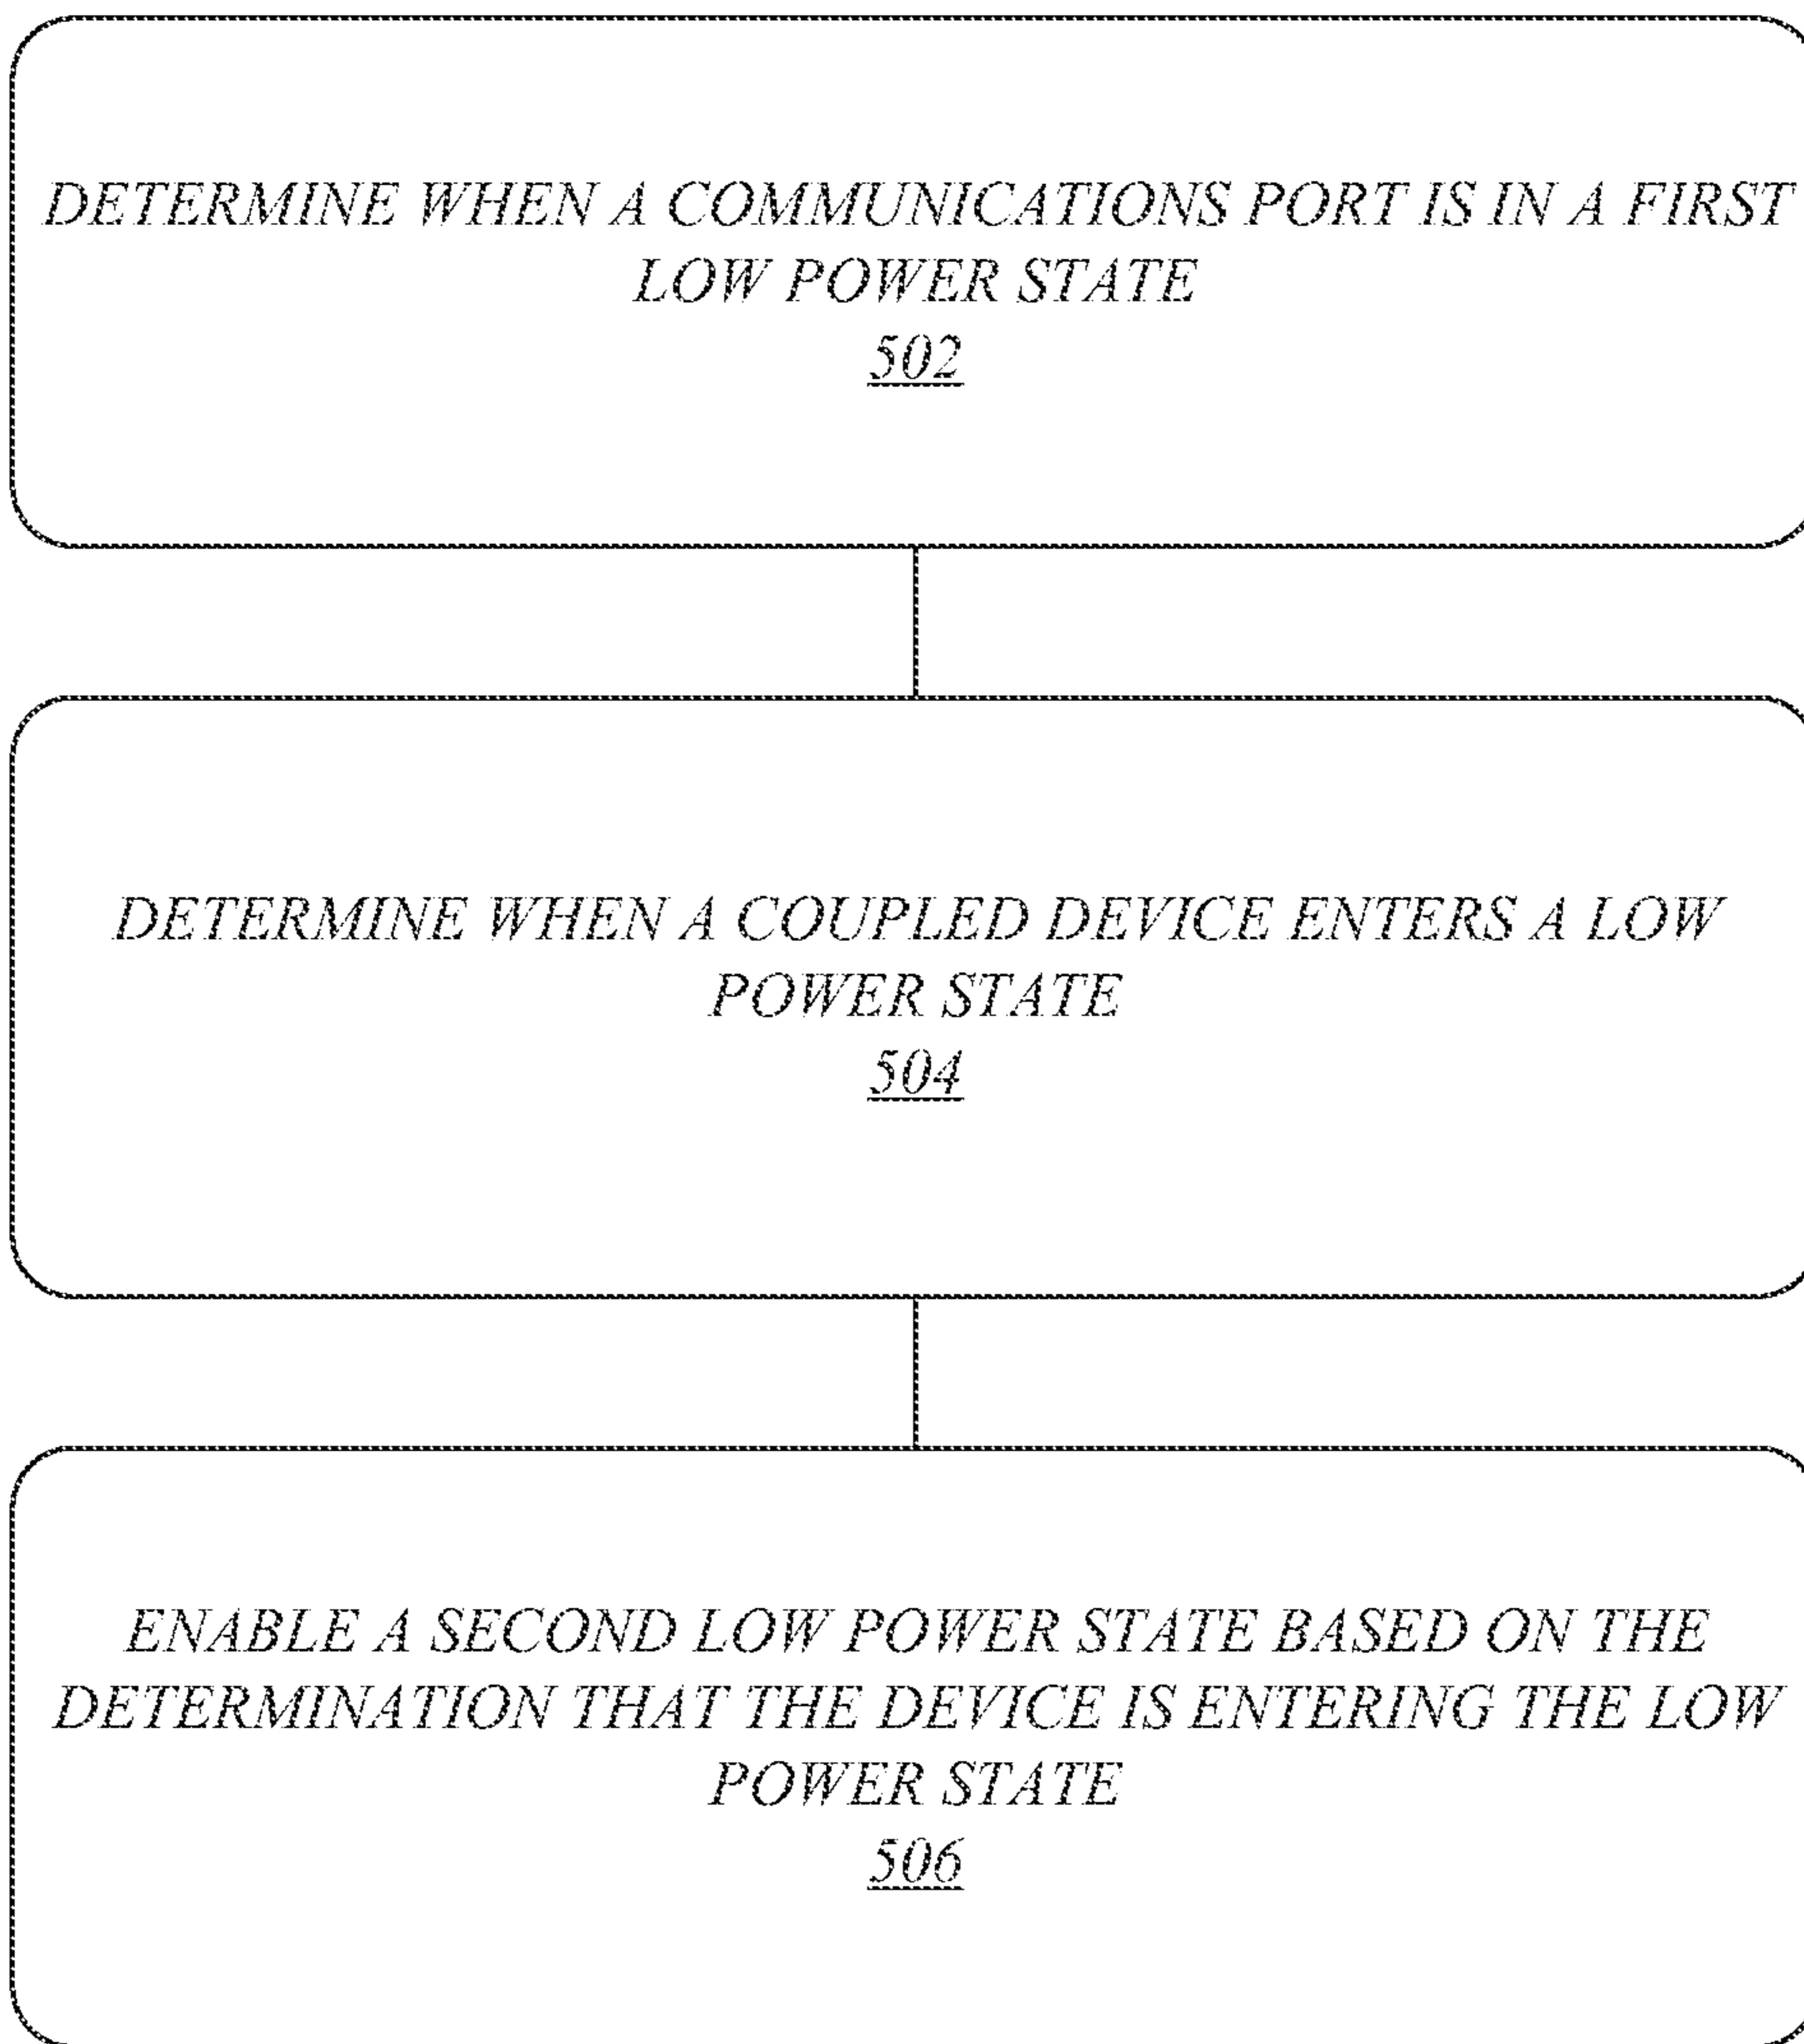 DETERMINE WHEN A COMMUNICATIONS PORT IS IN A FIRST
LOW POWER STATE
502
DETERMINE WHEN A COUPLED DEVICE ENTERS A LOW
POWER STATE
504
ENABLE A SECOND LOW POWER STATE BASED ON THE
DETERMINATION THAT THE DEVICE IS ENTERING THE LOW
POWER STATE
506